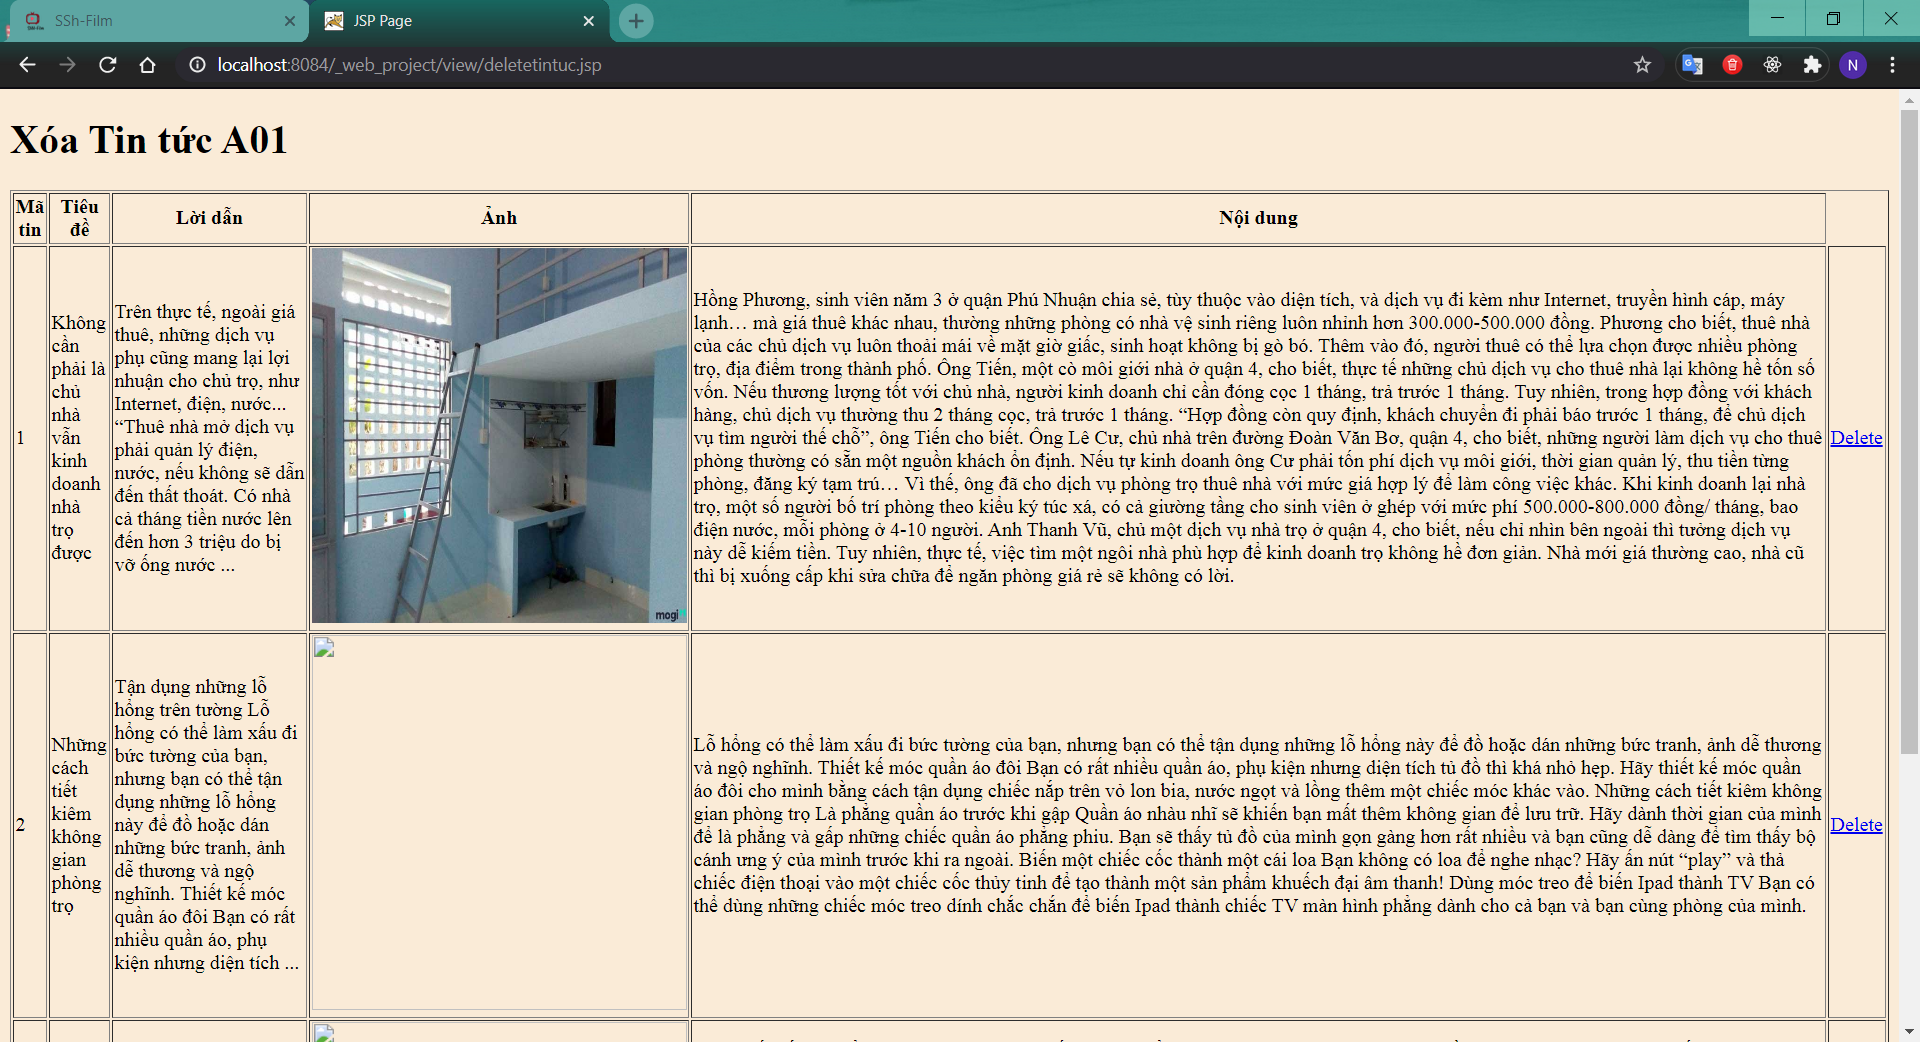 SSh-Film
JSP Page
localhost:8084/_web_project/view/deletetintuc.jsp
N
Xóa Tin tức A01
Mã
tin
Tiêu
đề
Lời dẫn
Ảnh
Nội dung
1
Không
cần
phải là
chủ
nhà
vẫn
kinh
doanh
nhà
trọ
được
Trên thực tế, ngoài giá
thuê, những dịch vụ
phụ cũng mang lại lợi
nhuận cho chủ trọ, như
Internet, điện, nước...
“Thuê nhà mở dịch vụ
phải quản lý điện,
nước, nếu không sẽ dẫn
đến thất thoát. Có nhà
cả tháng tiền nước lên
đến hơn 3 triệu do bị
vỡ ống nước ...
mogi
Hồng Phương, sinh viên năm 3 ở quận Phú Nhuận chia sẻ, tùy thuộc vào diện tích, và dịch vụ đi kèm như Internet, truyền hình cáp, máy
lạnh… mà giá thuê khác nhau, thường những phòng có nhà vệ sinh riêng luôn nhỉnh hơn 300.000-500.000 đồng. Phương cho biết, thuê nhà
của các chủ dịch vụ luôn thoải mái về mặt giờ giấc, sinh hoạt không bị gò bó. Thêm vào đó, người thuê có thể lựa chọn được nhiều phòng
trọ, địa điểm trong thành phố. Ông Tiến, một cò môi giới nhà ở quận 4, cho biết, thực tế những chủ dịch vụ cho thuê nhà lại không hề tốn số
vốn. Nếu thương lượng tốt với chủ nhà, người kinh doanh chỉ cần đóng cọc 1 tháng, trả trước 1 tháng. Tuy nhiên, trong hợp đồng với khách
hàng, chủ dịch vụ thường thu 2 tháng cọc, trả trước 1 tháng. “Hợp đồng còn quy định, khách chuyển đi phải báo trước 1 tháng, để chủ dịch
vụ tìm người thế chỗ”, ông Tiến cho biết. Ông Lê Cư, chủ nhà trên đường Đoàn Văn Bơ, quận 4, cho biết, những người làm dịch vụ cho thuê
phòng thường có sẵn một nguồn khách ổn định. Nếu tự kinh doanh ông Cư phải tốn phí dịch vụ môi giới, thời gian quản lý, thu tiền từng
phòng, đăng ký tạm trú… Vì thế, ông đã cho dịch vụ phòng trọ thuê nhà với mức giá hợp lý để làm công việc khác. Khi kinh doanh lại nhà
trọ, một số người bố trí phòng theo kiểu ký túc xá, có cả giường tầng cho sinh viên ở ghép với mức phí 500.000-800.000 đồng/ tháng, bao
điện nước, mỗi phòng ở 4-10 người. Anh Thanh Vũ, chủ một dịch vụ nhà trọ ở quận 4, cho biết, nếu chỉ nhìn bên ngoài thì tưởng dịch vụ
này dễ kiếm tiền. Tuy nhiên, thực tế, việc tìm một ngôi nhà phù hợp để kinh doanh trọ không hề đơn giản. Nhà mới giá thường cao, nhà cũ
thì bị xuống cấp khi sửa chữa để ngăn phòng giá rẻ sẽ không có lời.
Delete
2
Những
cách
tiết
kiêm
không
gian
phòng
trọ
Tận dụng những lỗ
hổng trên tường Lỗ
hổng có thể làm xấu đi
bức tường của bạn,
nhưng bạn có thể tận
dụng những lỗ hổng
này để đồ hoặc dán
những bức tranh, ảnh
dễ thương và ngộ
nghĩnh. Thiết kế móc
quần áo đôi Bạn có rất
nhiều quần áo, phụ
kiện nhưng diện tích ...
Lỗ hổng có thể làm xấu đi bức tường của bạn, nhưng bạn có thể tận dụng những lỗ hổng này để đồ hoặc dán những bức tranh, ảnh dễ thương
và ngộ nghĩnh. Thiết kế móc quần áo đôi Bạn có rất nhiều quần áo, phụ kiện nhưng diện tích tủ đồ thì khá nhỏ hẹp. Hãy thiết kế móc quần
áo đôi cho mình bằng cách tận dụng chiếc nắp trên vỏ lon bia, nước ngọt và lồng thêm một chiếc móc khác vào. Những cách tiết kiêm không
gian phòng trọ Là phẳng quần áo trước khi gập Quần áo nhàu nhĩ sẽ khiến bạn mất thêm không gian để lưu trữ. Hãy dành thời gian của mình
để là phẳng và gấp những chiếc quần áo phẳng phiu. Bạn sẽ thấy tủ đồ của mình gọn gàng hơn rất nhiều và bạn cũng dễ dàng để tìm thấy bộ
cánh ưng ý của mình trước khi ra ngoài. Biến một chiếc cốc thành một cái loa Bạn không có loa để nghe nhạc? Hãy ấn nút “play” và thả
chiếc điện thoại vào một chiếc cốc thủy tinh để tạo thành một sản phẩm khuếch đại âm thanh! Dùng móc treo để biến Ipad thành TV Bạn có
thể dùng những chiếc móc treo dính chắc chắn để biến Ipad thành chiếc TV màn hình phẳng dành cho cả bạn và bạn cùng phòng của mình.
Delete